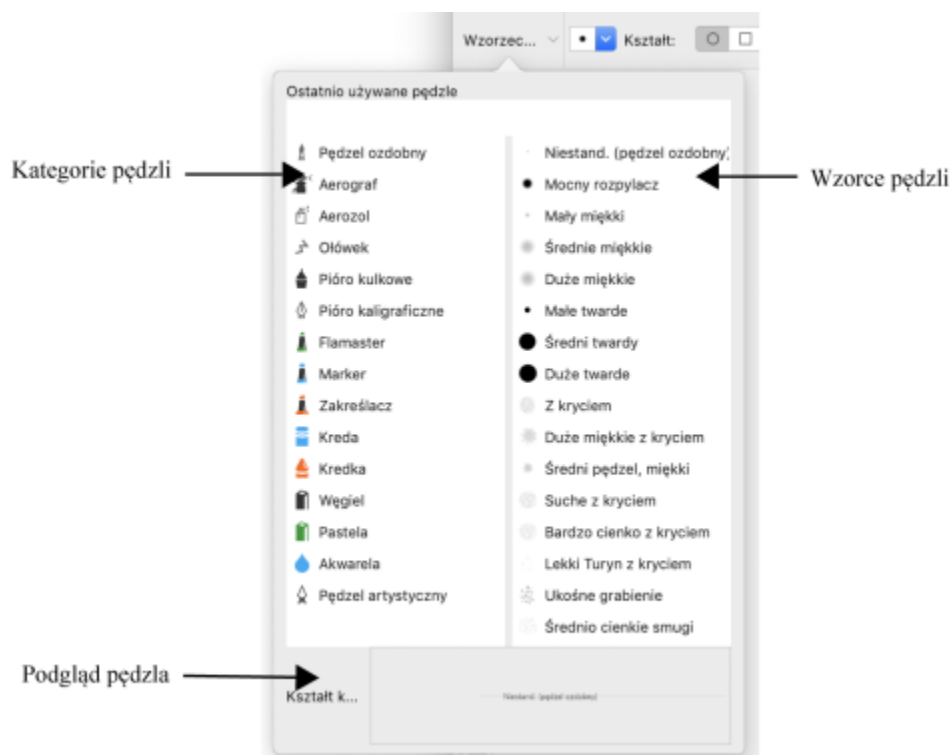 Wzorzec...
Kształt:
Ostatnio używane pędzle
Kategorie pędzli
Pędzel ozdobny
Aerograf
Aerozol
Ołówek
Pióro kulkowe
Pióro kaligraficzne
Flamaster
Marker
Zakreślacz
Kreda
Kredka
Węgiel
Pastela
Akwarela
Pędzel artystyczny
Wzorce pędzli
Niestand. (pędzel ozdobny)
Mocny rozpylacz
Mały miękki
Średnie miękkie
Duże miękkie
Małe twarde
Średni twardy
Duże twarde
Z kryciem
Duże miękkie z kryciem
Średni pędzel, miękki
Suche z kryciem
Bardzo cienko z kryciem
Lekki Turyn z kryciem
Ukośne grabienie
Średnio cienkie smugi
Podgląd pędzla
Kształt k...
Niestand. (pędzel ozdobny)